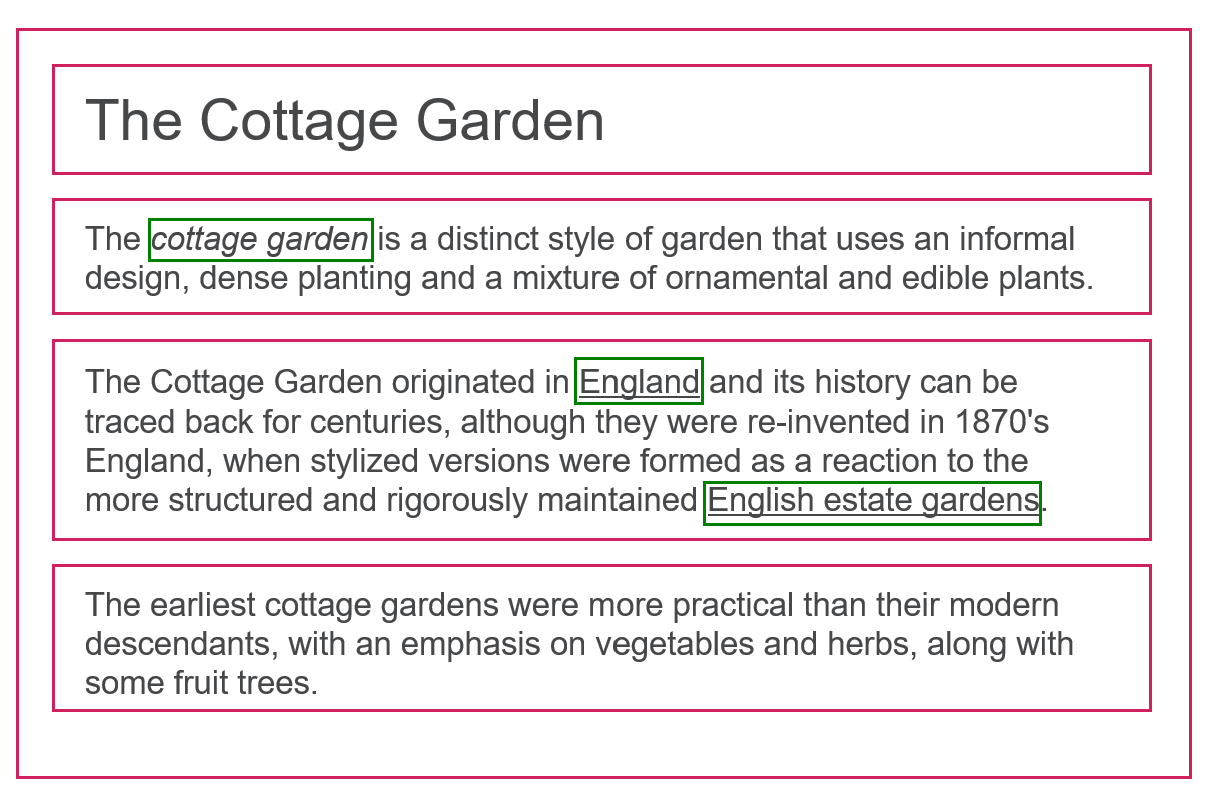 The Cottage Garden
The cottage garden is a distinct style of garden that uses an informal
design, dense planting and a mixture of ornamental and edible plants.
The Cottage Garden originated in England and its history can be
traced back for centuries, although they were re-invented in 1870's
England, when stylized versions were formed as a reaction to the
more structured and rigorously maintained English estate gardens.
The earliest cottage gardens were more practical than their modern
descendants, with an emphasis on vegetables and herbs, along with
some fruit trees.